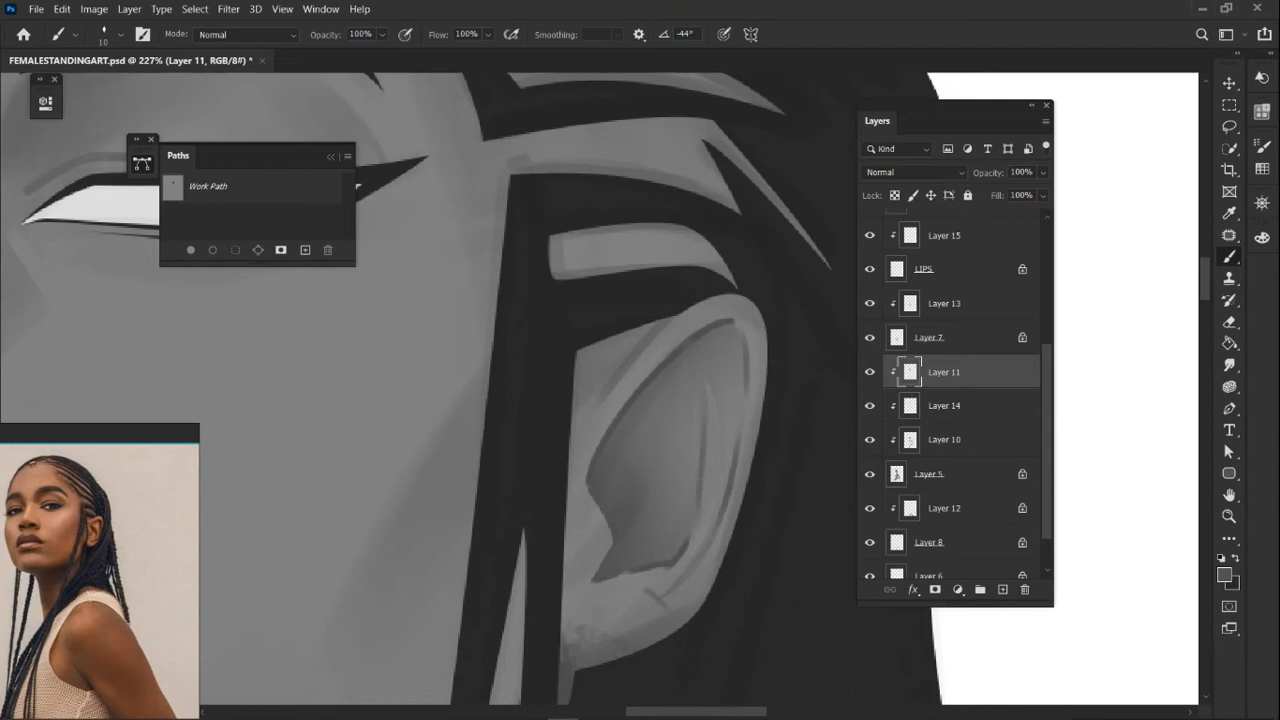 Ps File Edit Image Layer Type Select Filter 3D View Window Help
10 Mode: Normal Opacity: 100% Flow: 100% Smoothing: -44°
FEMALESTANDINGART.psd @ 227% (Layer 11, RGB/8#) * ×
Paths
Work Path
Layers
Kind
Normal Opacity: 100%
Lock: Fill: 100%
Layer 15
LIPS
Layer 13
Layer 7
Layer 11
Layer 14
Layer 10
Layer 5
Layer 12
Layer 8
Layer 6
fx